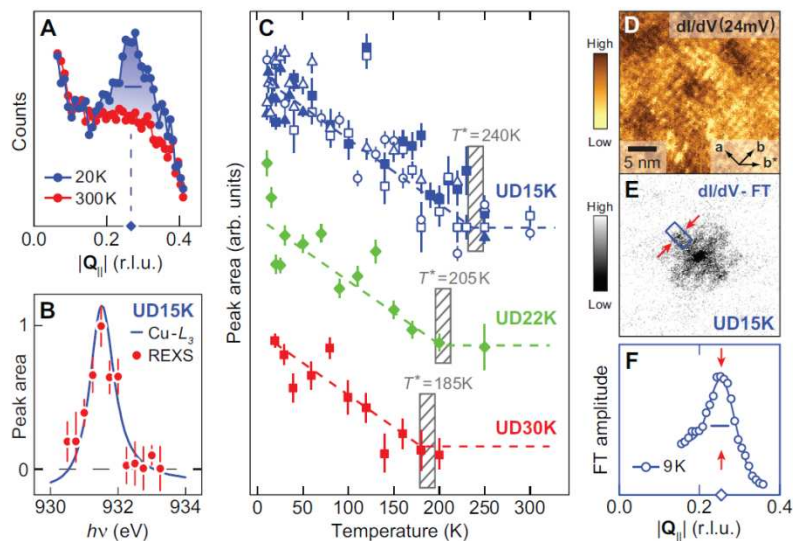 A
Counts
20K
300K
0
0.2
0.4
|Q|||| (r.l.u.)
B
UD15K
Cu-L3
REXS
Peak area
1
0
930
932
934
hν (eV)
C
Peak area (arb. units)
T*=240K
UD15K
T*=205K
UD22K
T*=185K
UD30K
0
50
100
150
200
250
300
Temperature (K)
D
dI/dV(24mV)
High
Low
5 nm
a
b
b*
E
dI/dV-FT
High
Low
UD15K
F
FT amplitude
9K
0
0.2
0.4
|Q|||| (r.l.u.)